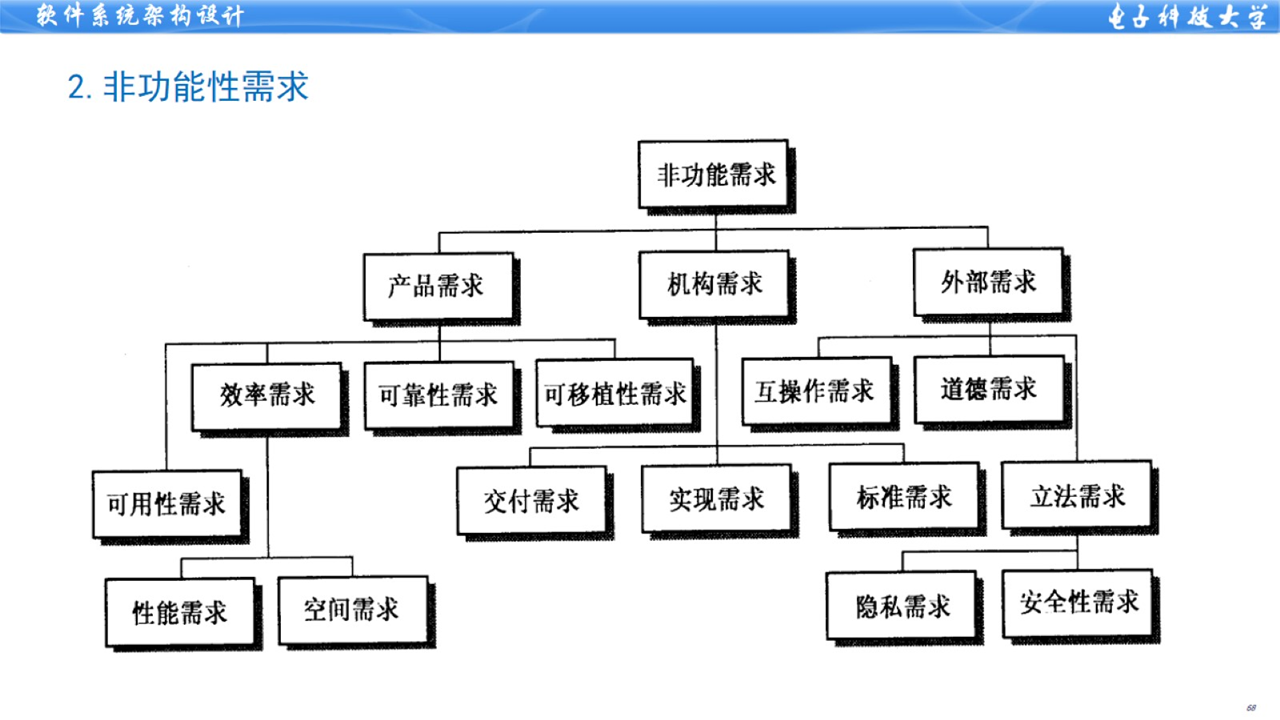 软件系统架构设计
电子科技大学
2.非功能性需求
非功能需求
产品需求
机构需求
外部需求
效率需求
可靠性需求
可移植性需求
互操作需求
道德需求
可用性需求
交付需求
实现需求
标准需求
立法需求
性能需求
空间需求
隐私需求
安全性需求
68